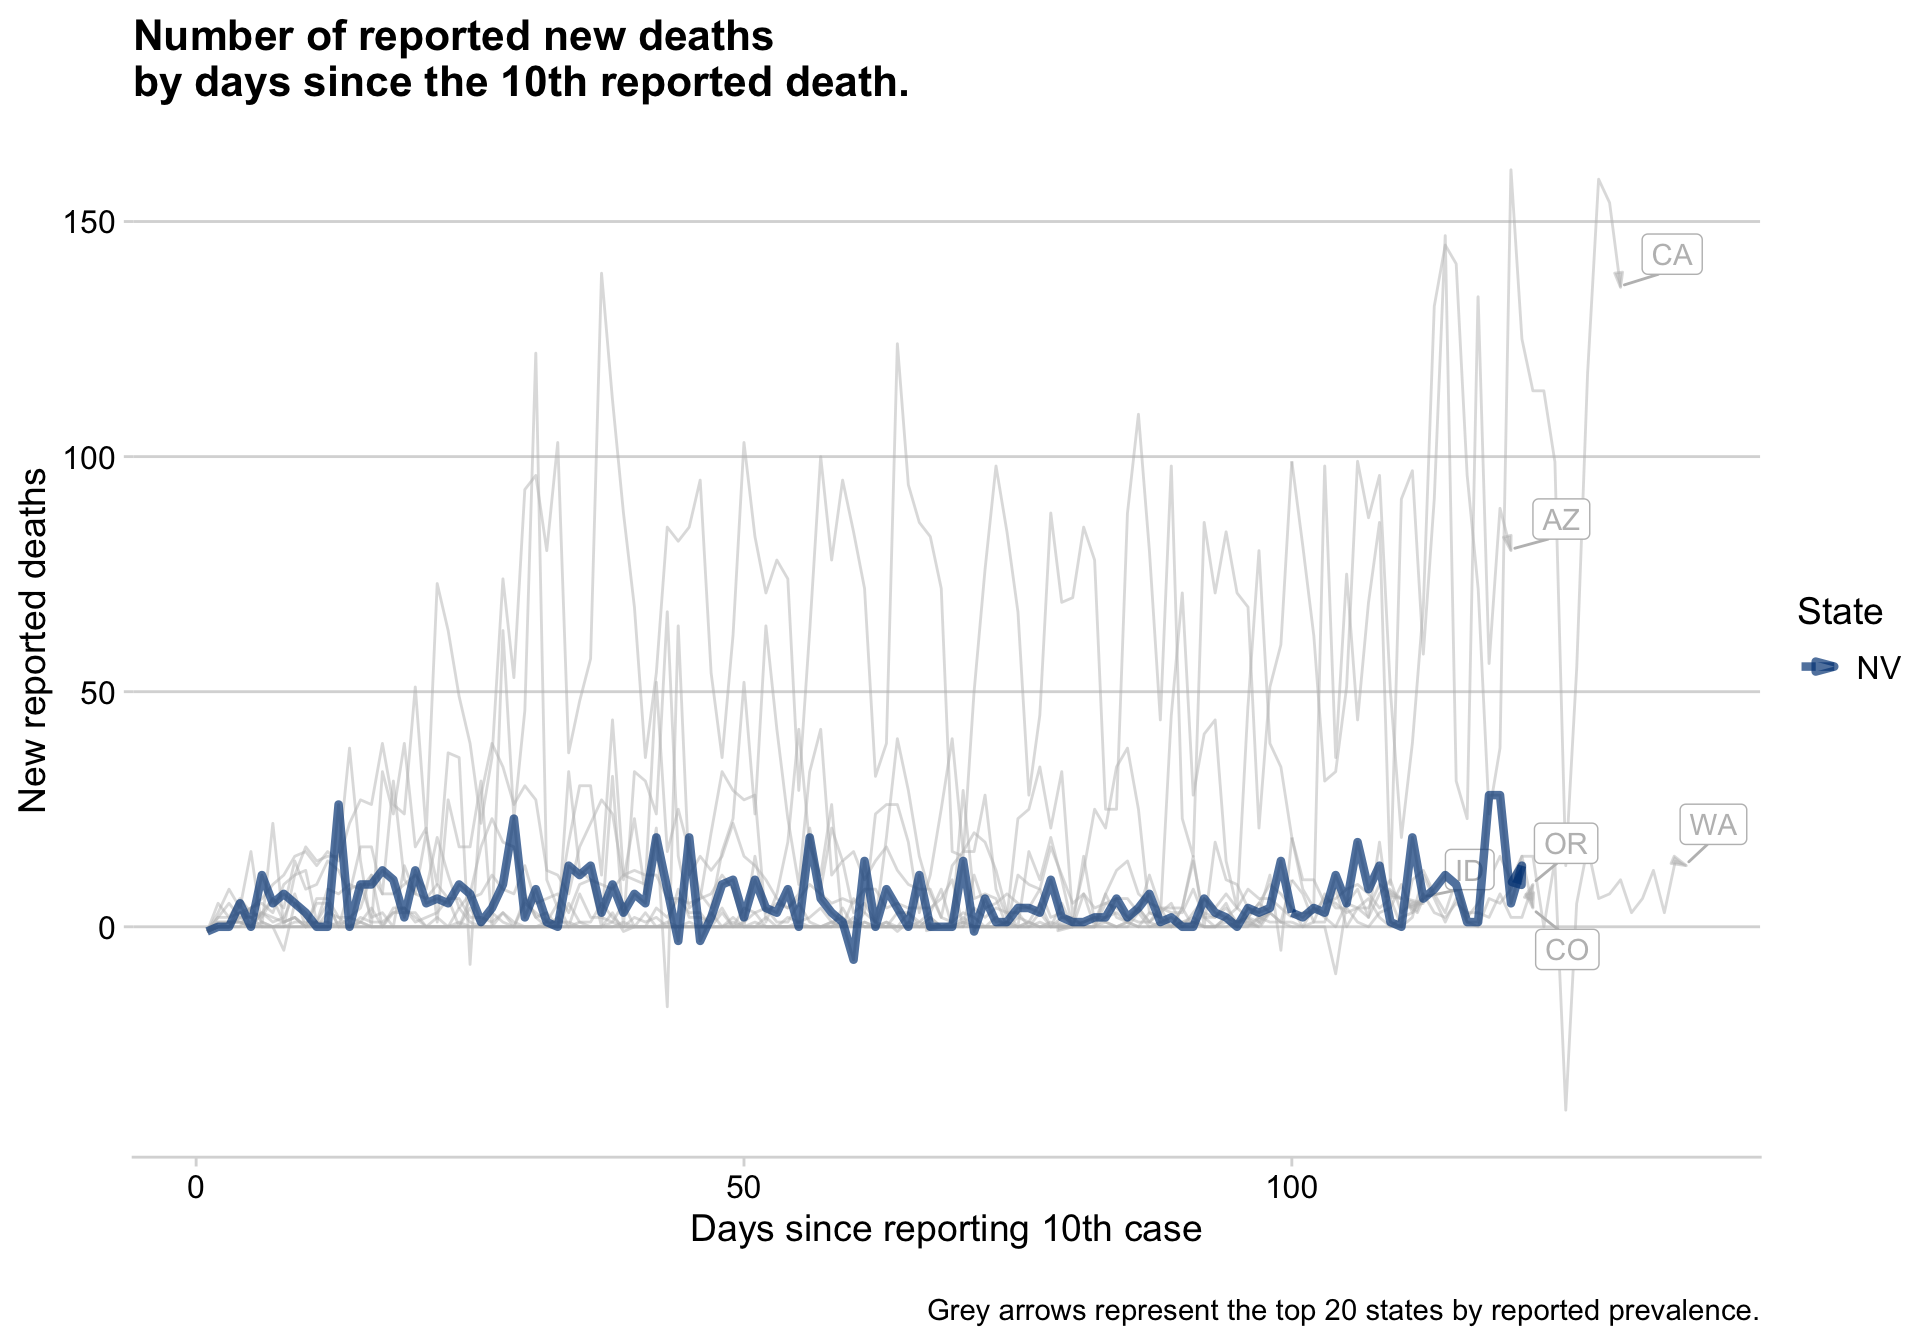 Number of reported new deaths
by days since the 10th reported death.
150
100
50
0
New reported deaths
CA
AZ
WA
OR
ID
CO
State
NV
0 50 100
Days since reporting 10th case
Grey arrows represent the top 20 states by reported prevalence.